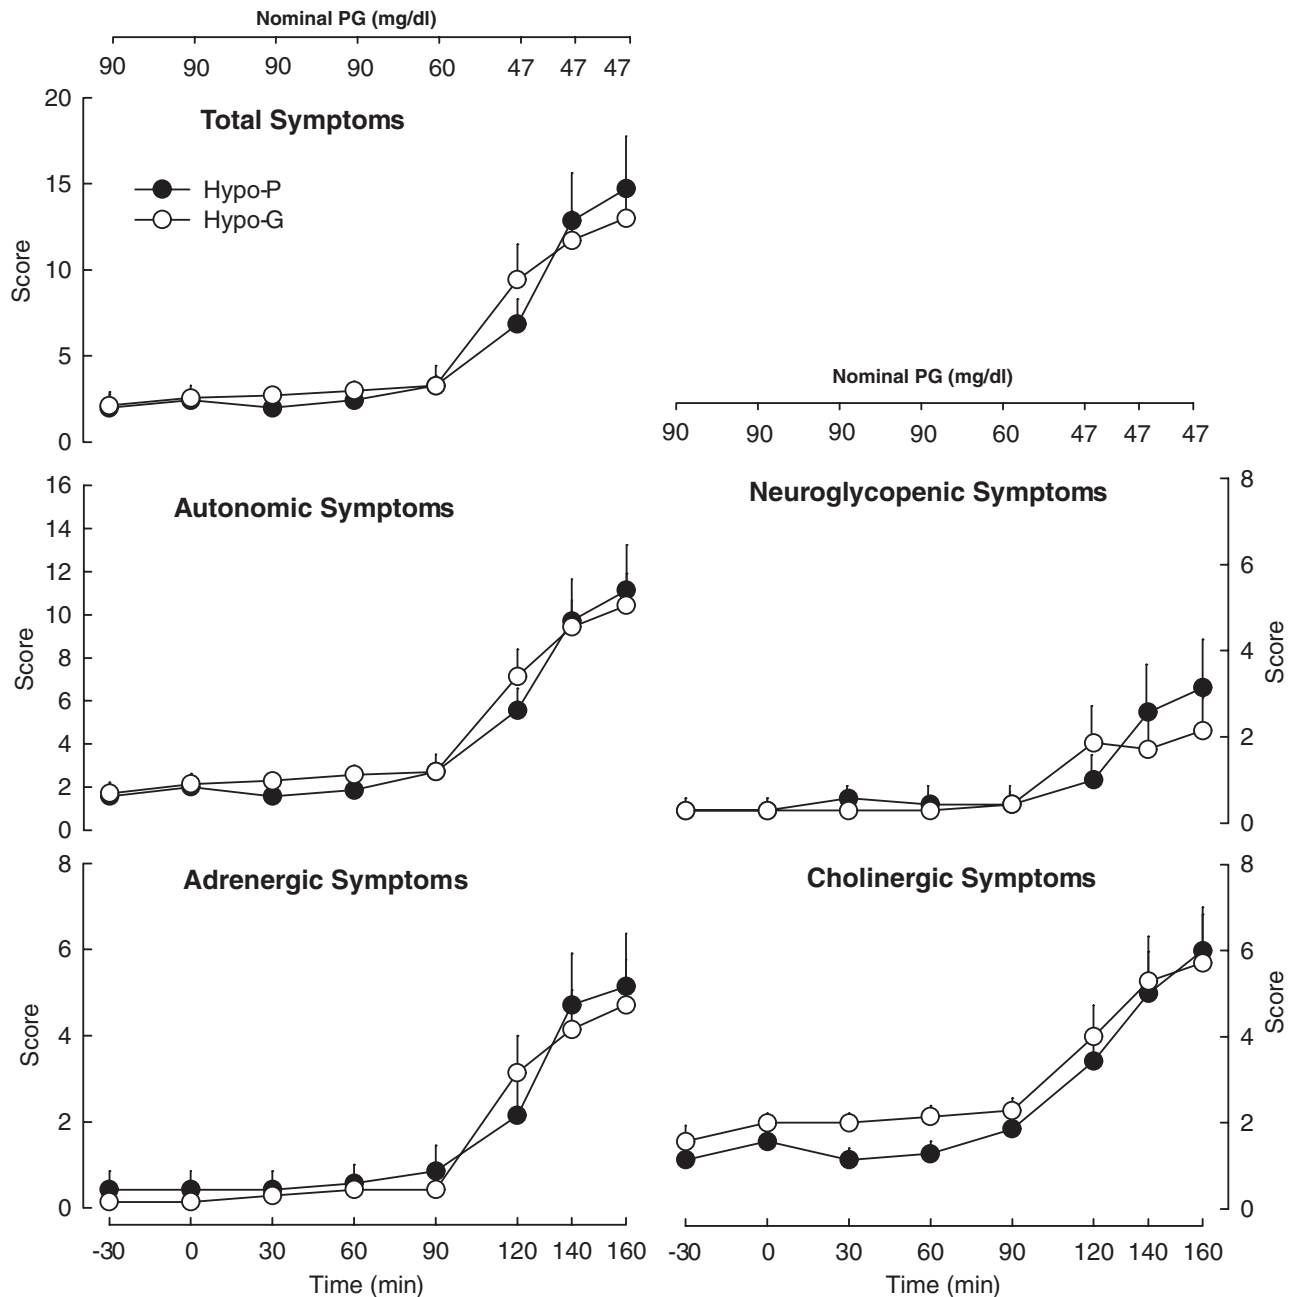 Nominal PG (mg/dl)
90 90 90 90 60 47 47 47
Total Symptoms
Hypo-P
Hypo-G
Score
20
15
10
5
0
Nominal PG (mg/dl)
90 90 90 90 60 47 47 47
Autonomic Symptoms
Score
16
14
12
10
8
6
4
2
0
Neuroglycopenic Symptoms
8
6
4
2
0
Score
Adrenergic Symptoms
Score
8
6
4
2
0
-30 0 30 60 90 120 140 160
Time (min)
Cholinergic Symptoms
8
6
4
2
0
Score
-30 0 30 60 90 120 140 160
Time (min)